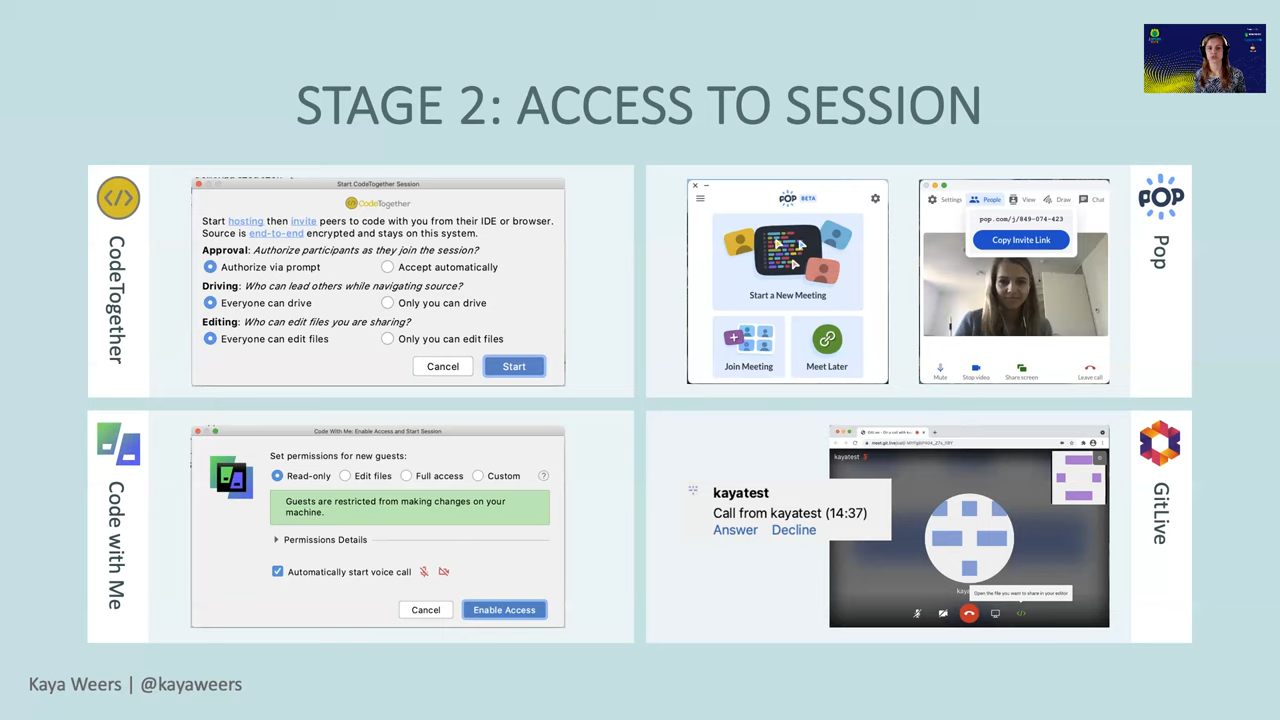 STAGE 2: ACCESS TO SESSION
CodeTogether
Start CodeTogether Session
CodeTogether
Start hosting then invite peers to code with you from their IDE or browser.
Source is end-to-end encrypted and stays on this system.
Approval: Authorize participants as they join the session?
Authorize via prompt
Accept automatically
Driving: Who can lead others while navigating source?
Everyone can drive
Only you can drive
Editing: Who can edit files you are sharing?
Everyone can edit files
Only you can edit files
Cancel
Start
POP BETA
Start a New Meeting
Join Meeting
Meet Later
Settings
People
View
Draw
Chat
pop.com/j/849-074-423
Copy Invite Link
Mute
Stop video
Share screen
Leave call
POP
Pop
Code with Me
Code With Me: Enable Access and Start Session
Set permissions for new guests:
Read-only
Edit files
Full access
Custom
?
Guests are restricted from making changes on your
machine.
Permissions Details
Automatically start voice call
Cancel
Enable Access
kayatest
Call from kayatest (14:37)
Answer Decline
kayatest
Open the file you want to share in your editor
GitLive
Kaya Weers | @kayaweers